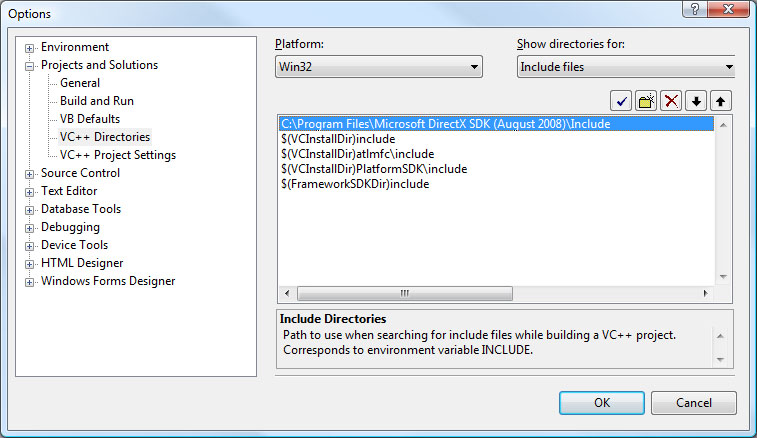 Options
Environment
Projects and Solutions
General
Build and Run
VB Defaults
VC++ Directories
VC++ Project Settings
Source Control
Text Editor
Database Tools
Debugging
Device Tools
HTML Designer
Windows Forms Designer
Platform:
Win32
Show directories for:
Include files
C:\Program Files\Microsoft DirectX SDK (August 2008)\Include
$(VCInstallDir)include
$(VCInstallDir)atlmfc\include
$(VCInstallDir)PlatformSDK\include
$(FrameworkSDKDir)include
Include Directories
Path to use when searching for include files while building a VC++ project.
Corresponds to environment variable INCLUDE.
OK
Cancel